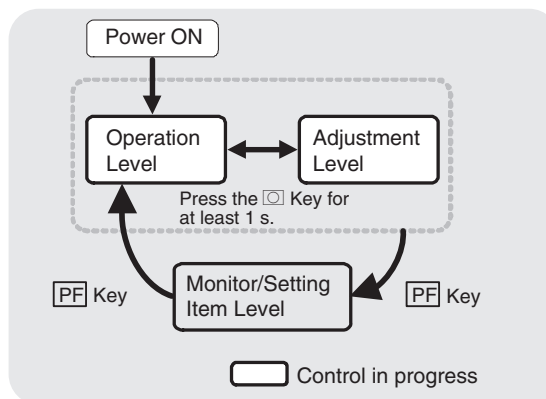 Power ON
Operation
Level
Adjustment
Level
Press the O Key for
at least 1 s.
Monitor/Setting
Item Level
PF Key
PF Key
Control in progress